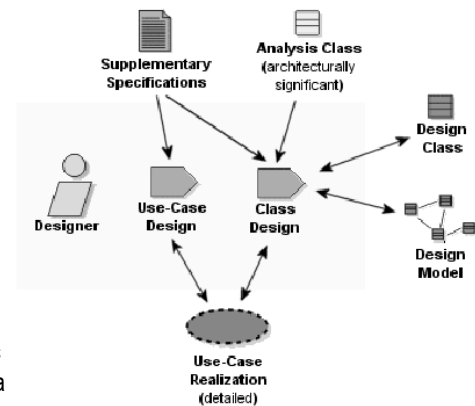 Supplementary
Specifications
Analysis Class
(architecturally
significant)
Design
Class
Designer
Use-Case
Design
Class
Design
Design
Model
a
Use-Case
Realization
(detailed)